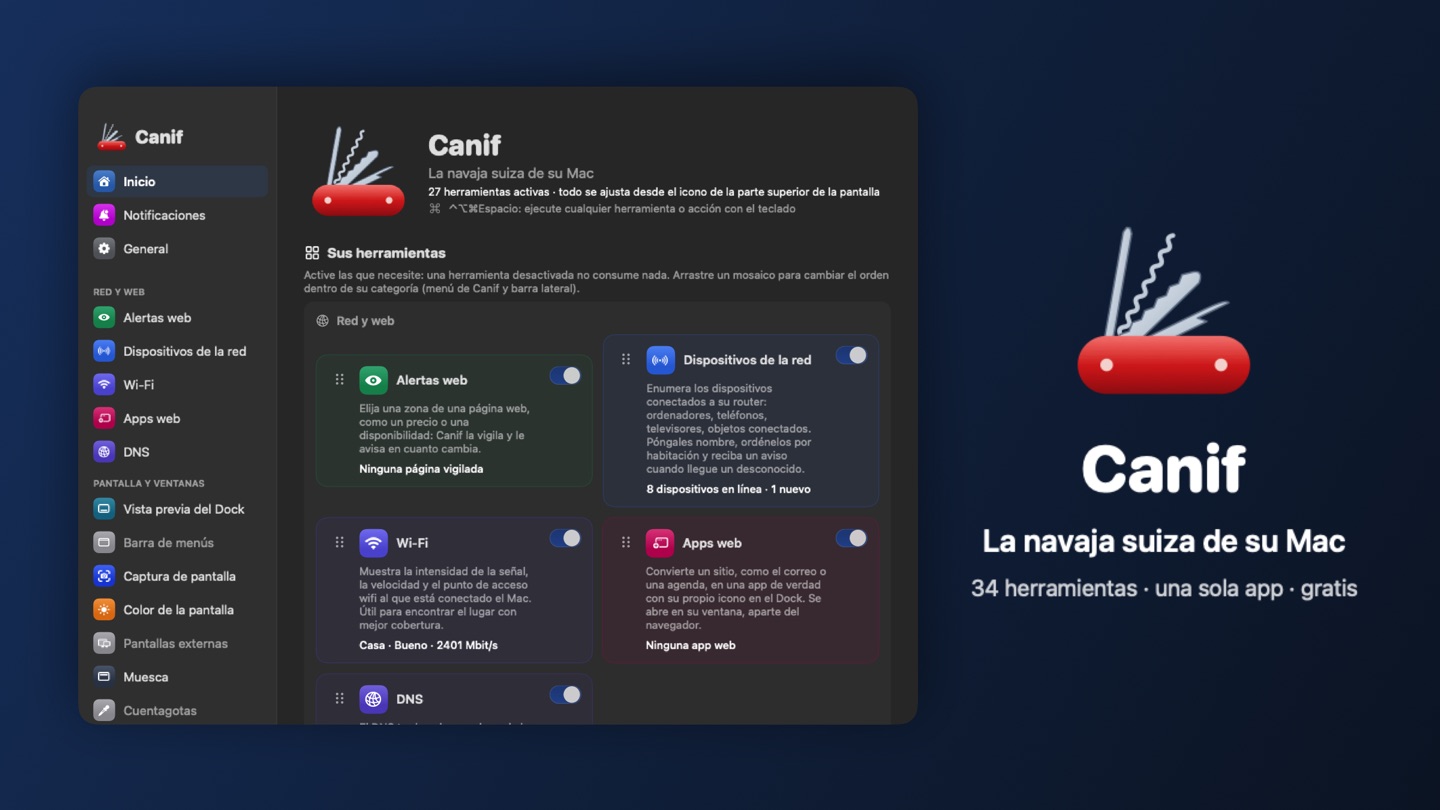 Canif
Inicio
Notificaciones
General
RED Y WEB
Alertas web
Dispositivos de la red
Wi-Fi
Apps web
DNS
PANTALLA Y VENTANAS
Vista previa del Dock
Barra de menús
Captura de pantalla
Color de la pantalla
Pantallas externas
Muesca
Cuentagotas
Canif
La navaja suiza de su Mac
27 herramientas activas · todo se ajusta desde el icono de la parte superior de la pantalla
⌘ ^⌥⌘Espacio: ejecute cualquier herramienta o acción con el teclado
Sus herramientas
Active las que necesite: una herramienta desactivada no consume nada. Arrastre un mosaico para cambiar el orden
dentro de su categoría (menú de Canif y barra lateral).
Red y web
Alertas web
Elija una zona de una página web,
como un precio o una
disponibilidad: Canif la vigila y le
avisa en cuanto cambia.
Ninguna página vigilada
Dispositivos de la red
Enumera los dispositivos
conectados a su router:
ordenadores, teléfonos,
televisores, objetos conectados.
Póngales nombre, ordénelos por
habitación y reciba un aviso
cuando llegue un desconocido.
8 dispositivos en línea · 1 nuevo
Wi-Fi
Muestra la intensidad de la señal,
la velocidad y el punto de acceso
wifi al que está conectado el Mac.
Útil para encontrar el lugar con
mejor cobertura.
Casa · Bueno · 2401 Mbit/s
Apps web
Convierte un sitio, como el correo o
una agenda, en una app de verdad
con su propio icono en el Dock. Se
abre en su ventana, aparte del
navegador.
Ninguna app web
DNS
Canif
La navaja suiza de su Mac
34 herramientas · una sola app · gratis